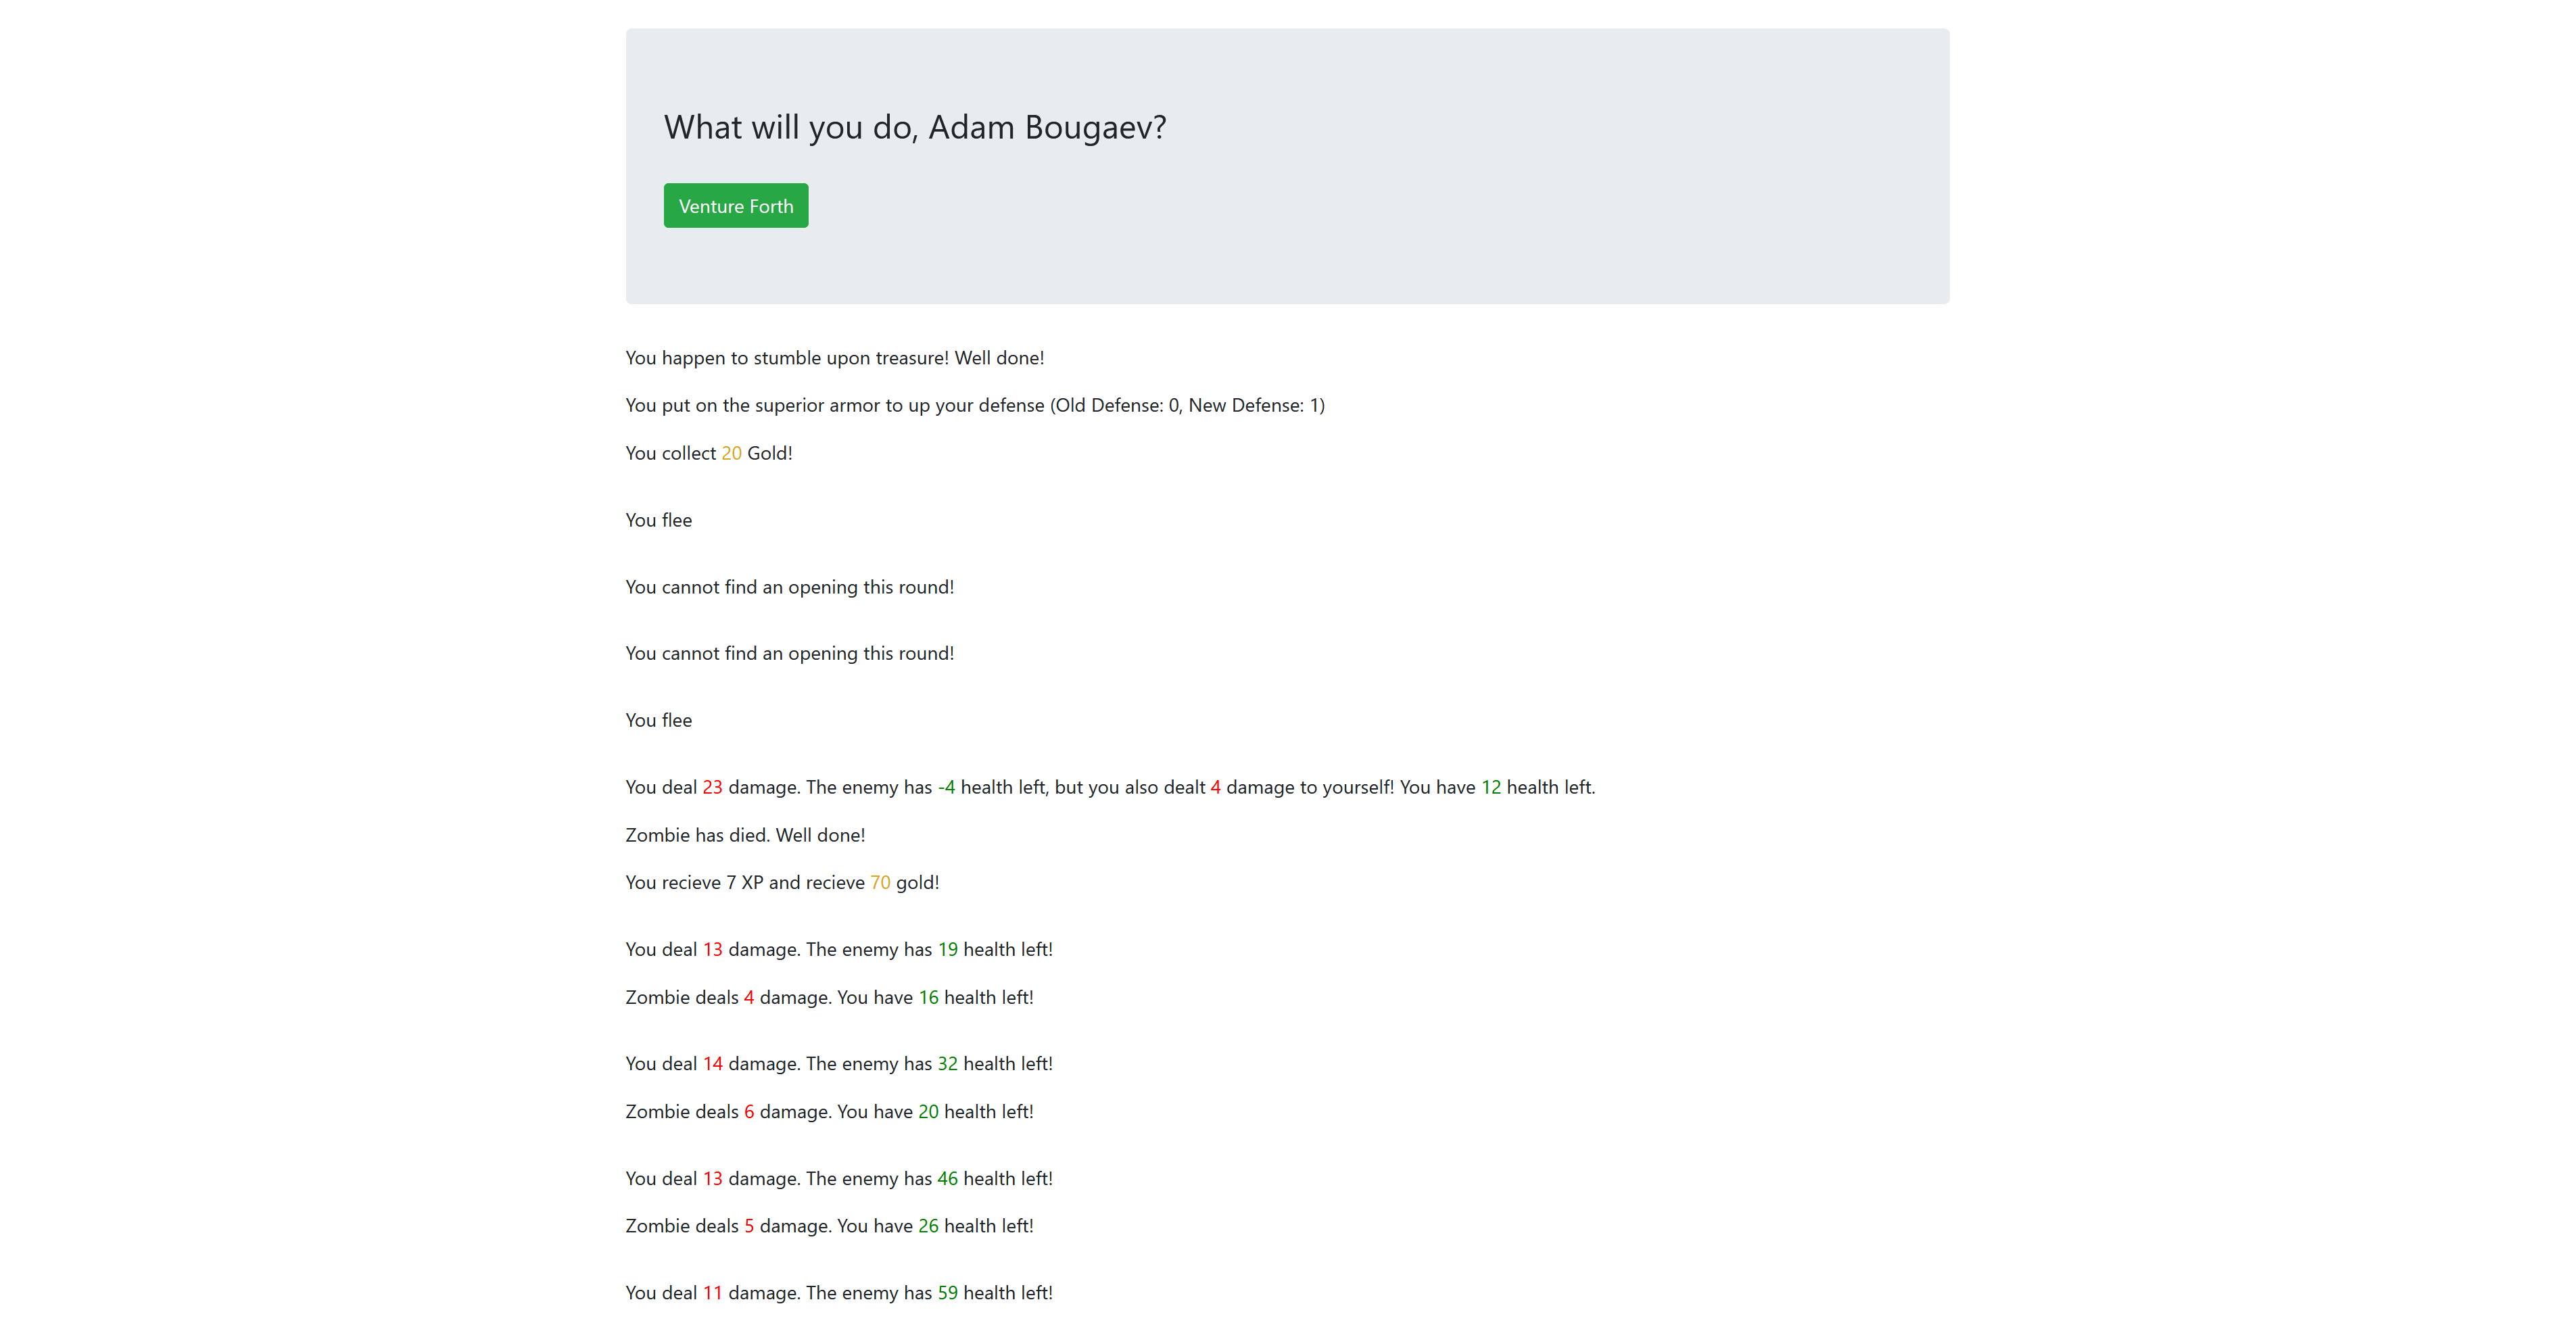 What will you do, Adam Bougaev?
Venture Forth
You happen to stumble upon treasure! Well done!
You put on the superior armor to up your defense (Old Defense: 0, New Defense: 1)
You collect 20 Gold!
You flee
You cannot find an opening this round!
You cannot find an opening this round!
You flee
You deal 23 damage. The enemy has -4 health left, but you also dealt 4 damage to yourself! You have 12 health left.
Zombie has died. Well done!
You recieve 7 XP and recieve 70 gold!
You deal 13 damage. The enemy has 19 health left!
Zombie deals 4 damage. You have 16 health left!
You deal 14 damage. The enemy has 32 health left!
Zombie deals 6 damage. You have 20 health left!
You deal 13 damage. The enemy has 46 health left!
Zombie deals 5 damage. You have 26 health left!
You deal 11 damage. The enemy has 59 health left!